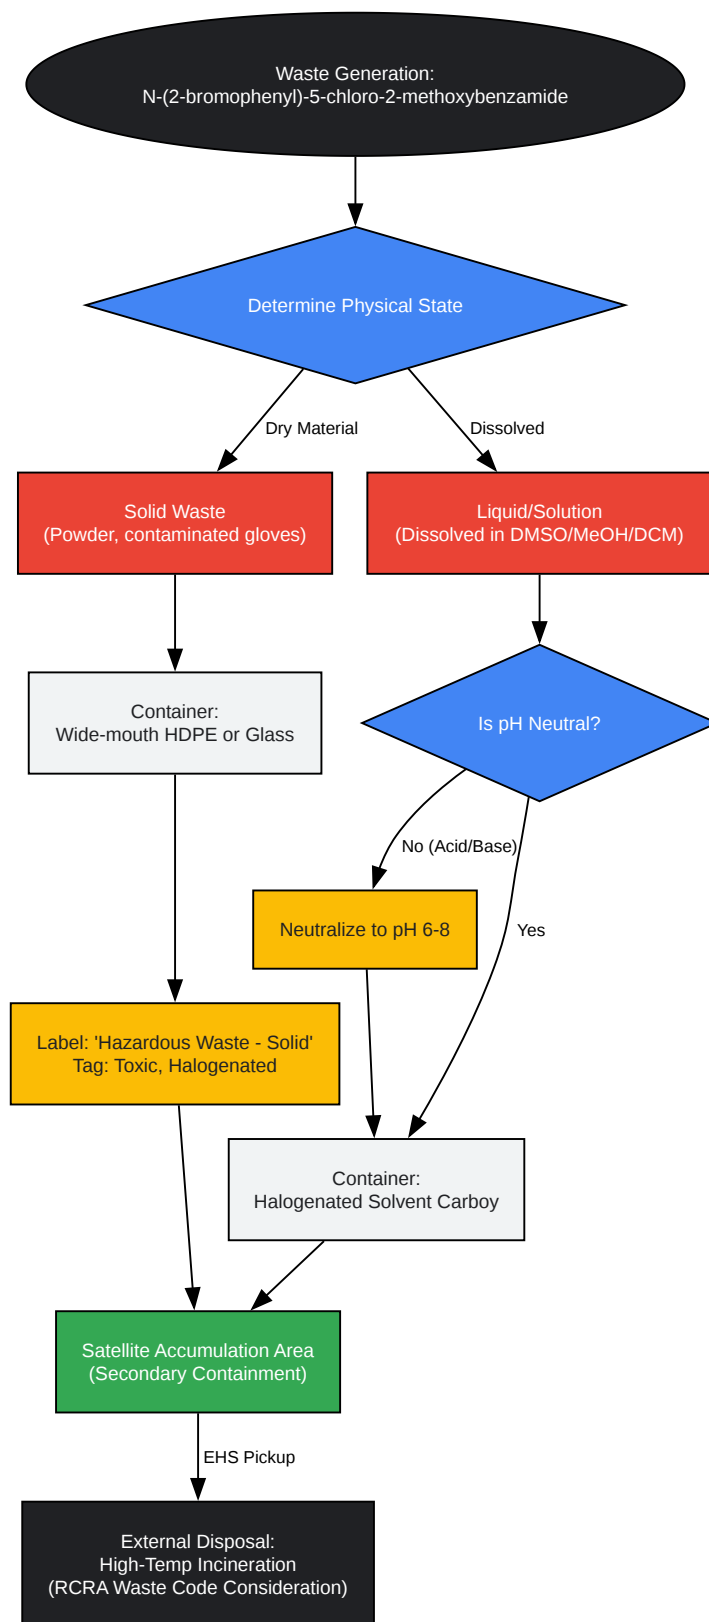 Waste Generation:
N-(2-bromophenyl)-5-chloro-2-methoxybenzamide
Determine Physical State
Dry Material
Dissolved
Solid Waste
(Powder, contaminated gloves)
Liquid/Solution
(Dissolved in DMSO/MeOH/DCM)
Container:
Wide-mouth HDPE or Glass
Is pH Neutral?
No (Acid/Base)
Neutralize to pH 6-8
Yes
Label: 'Hazardous Waste - Solid'
Tag: Toxic, Halogenated
Container:
Halogenated Solvent Carboy
Satellite Accumulation Area
(Secondary Containment)
EHS Pickup
External Disposal:
High-Temp Incineration
(RCRA Waste Code Consideration)